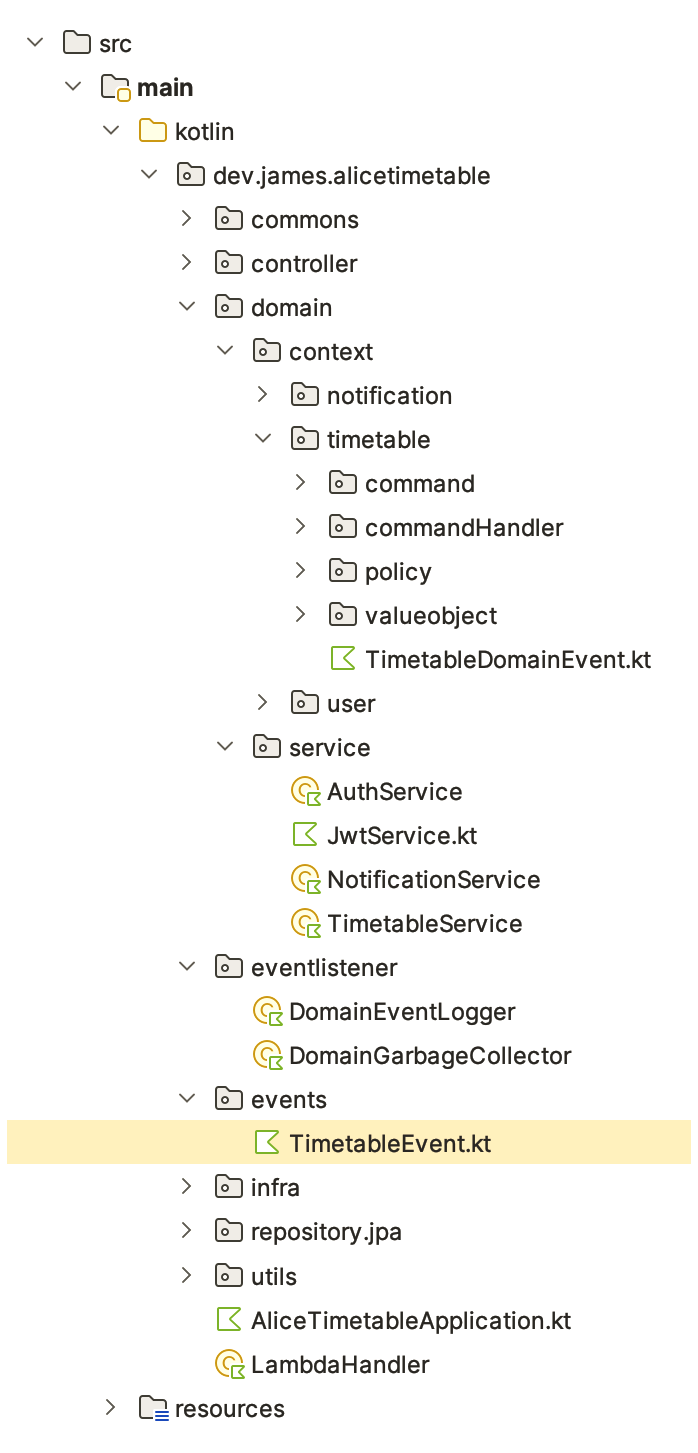 src
main
kotlin
dev.james.alicetimetable
commons
controller
domain
context
notification
timetable
command
commandHandler
policy
valueobject
TimetableDomainEvent.kt
user
service
AuthService
JwtService.kt
NotificationService
TimetableService
eventlistener
DomainEventLogger
DomainGarbageCollector
events
TimetableEvent.kt
infra
repository.jpa
utils
AliceTimetableApplication.kt
LambdaHandler
resources